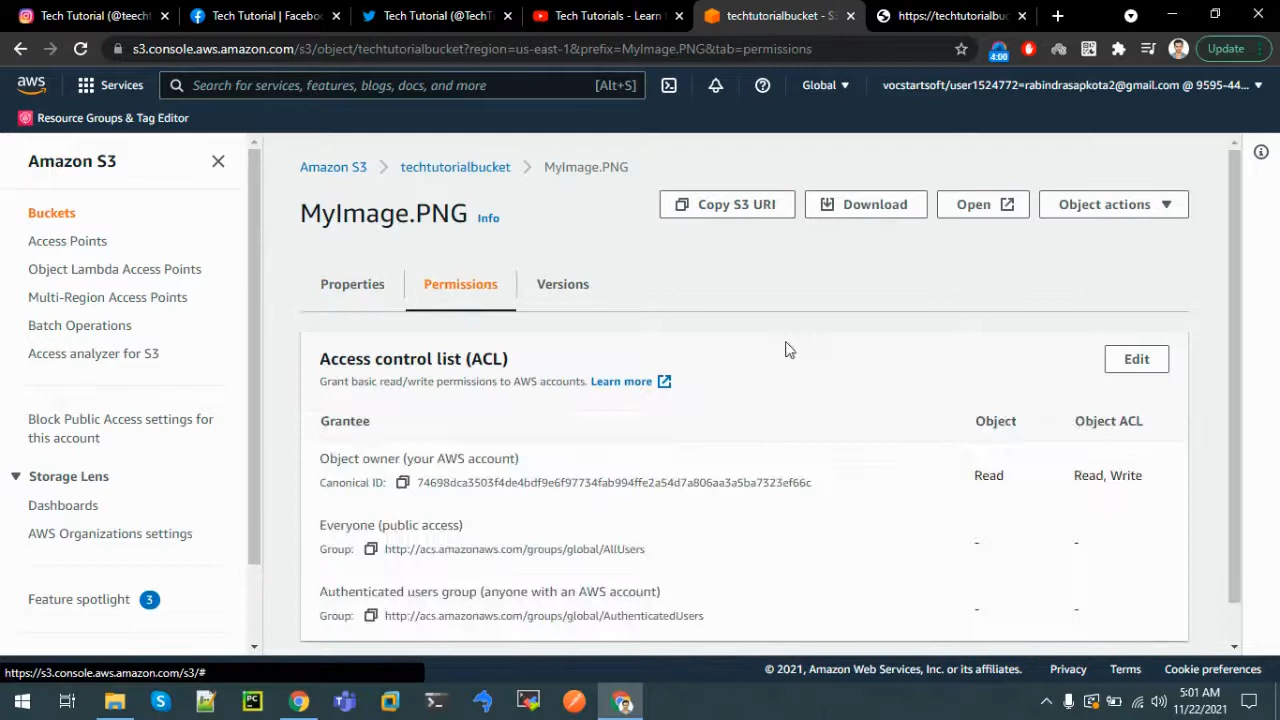 Tech Tutorial (@teech
Tech Tutorial | Facebo
Tech Tutorial (@TechT
Tech Tutorials - Learn
techtutorialbucket - S
https://techtutorialbuc
s3.console.aws.amazon.com/s3/object/techtutorialbucket?region=us-east-1&prefix=MyImage.PNG&tab=permissions
4:00
Update
aws
Services
Search for services, features, blogs, docs, and more
[Alt+S]
Global
vocstartsoft/user1524772=rabindrasapkota2@gmail.com @ 9595-44...
Resource Groups & Tag Editor
Amazon S3
Buckets
Access Points
Object Lambda Access Points
Multi-Region Access Points
Batch Operations
Access analyzer for S3
Block Public Access settings for
this account
Storage Lens
Dashboards
AWS Organizations settings
Feature spotlight
3
Amazon S3
techtutorialbucket
MyImage.PNG
MyImage.PNG
Info
Copy S3 URI
Download
Open
Object actions
Properties
Permissions
Versions
Access control list (ACL)
Edit
Grant basic read/write permissions to AWS accounts. Learn more
Grantee
Object
Object ACL
Object owner (your AWS account)
Canonical ID: 74698dca3503f4de4bdf9e6f97734fab994ffe2a54d7a806aa3a5ba7323ef66c
Read
Read, Write
Everyone (public access)
Group: http://acs.amazonaws.com/groups/global/AllUsers
-
-
Authenticated users group (anyone with an AWS account)
Group: http://acs.amazonaws.com/groups/global/AuthenticatedUsers
-
-
https://s3.console.aws.amazon.com/s3/#
© 2021, Amazon Web Services, Inc. or its affiliates.
Privacy
Terms
Cookie preferences
PC
5:01 AM
11/22/2021